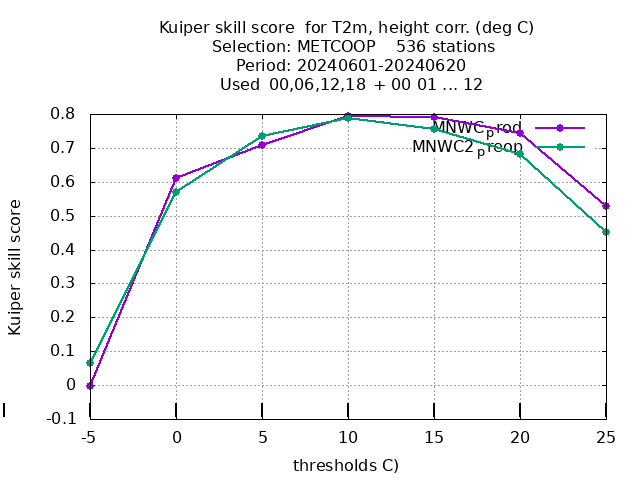 Kuiper skill score  for T2m, height corr. (deg C)
Selection: METCOOP    536 stations
Period: 20240601-20240620
Used  00,06,12,18 + 00 01 ... 12
MNWC_prod
MNWC2_preop
0.8
0.7
0.6
0.5
0.4
0.3
0.2
0.1
0
-0.1
Kuiper skill score
-5
0
5
10
15
20
25
thresholds C)